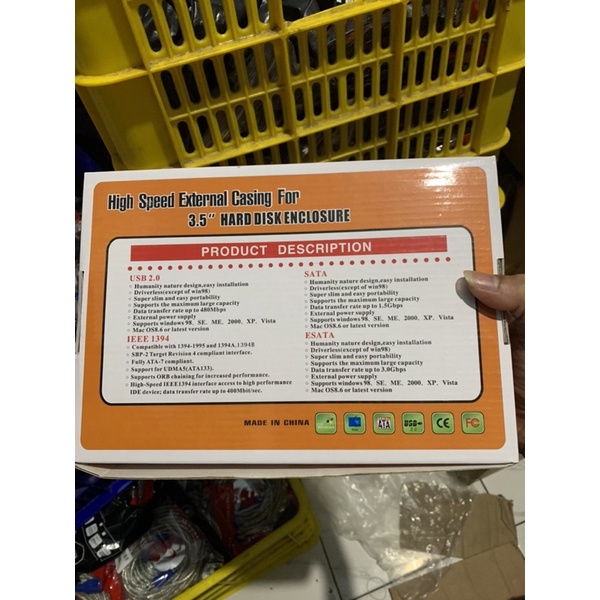 High Speed External Casing For
3.5" HARD DISK ENCLOSURE
PRODUCT DESCRIPTION
USB 2.0
Humanity nature design,easy installation
Driverless(except of win98)
Super slim and easy portability
Supports the maximum large capacity
Data transfer rate up to 480Mbps
External power supply
Supports windows 98, SE, ME, 2000, XP, Vista
Mac OS8.6 or latest version
IEEE 1394
Compatible with 1394-1995 and 1394A,1394B
SBP-2 Target Revision 4 compliant interface.
Fully ATA-7 compliant.
Support for UDMA5(ATA133).
Supports ORB chaining for increased performance.
High-Speed IEEE1394 interface access to high performance
IDE device; data transfer rate up to 400Mbit/sec.
SATA
Humanity nature design,easy installation
Driverless(except of win98)
Super slim and easy portability
Supports the maximum large capacity
Data transfer rate up to 1.5Gbps
External power supply
Supports windows 98, SE, ME, 2000, XP, Vista
Mac OS8.6 or latest version
ESATA
Humanity nature design,easy installation
Driverless(except of win98)
Super slim and easy portability
Supports the maximum large capacity
Data transfer rate up to 3.0Gbps
External power supply
Supports windows 98, SE, ME, 2000, XP, Vista
Mac OS8.6 or latest version
MADE IN CHINA
ATA
USB
2.0
CE
FC